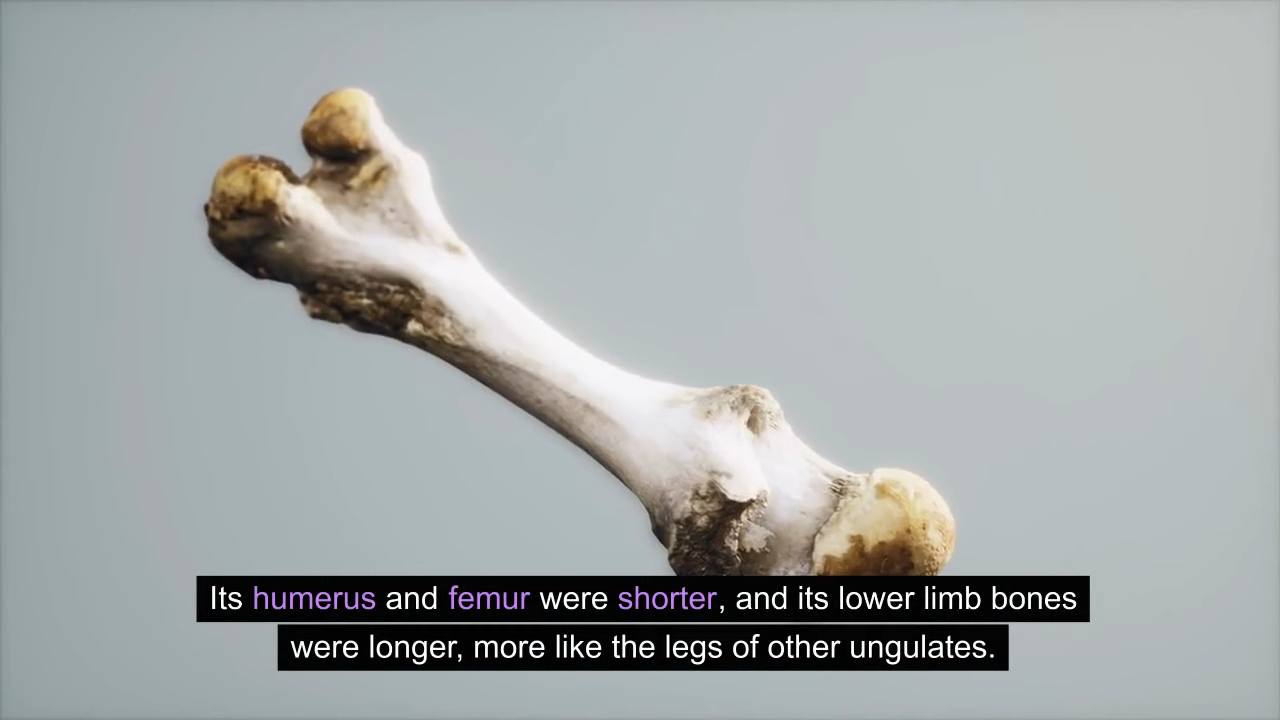 Its humerus and femur were shorter, and its lower limb bones
were longer, more like the legs of other ungulates.